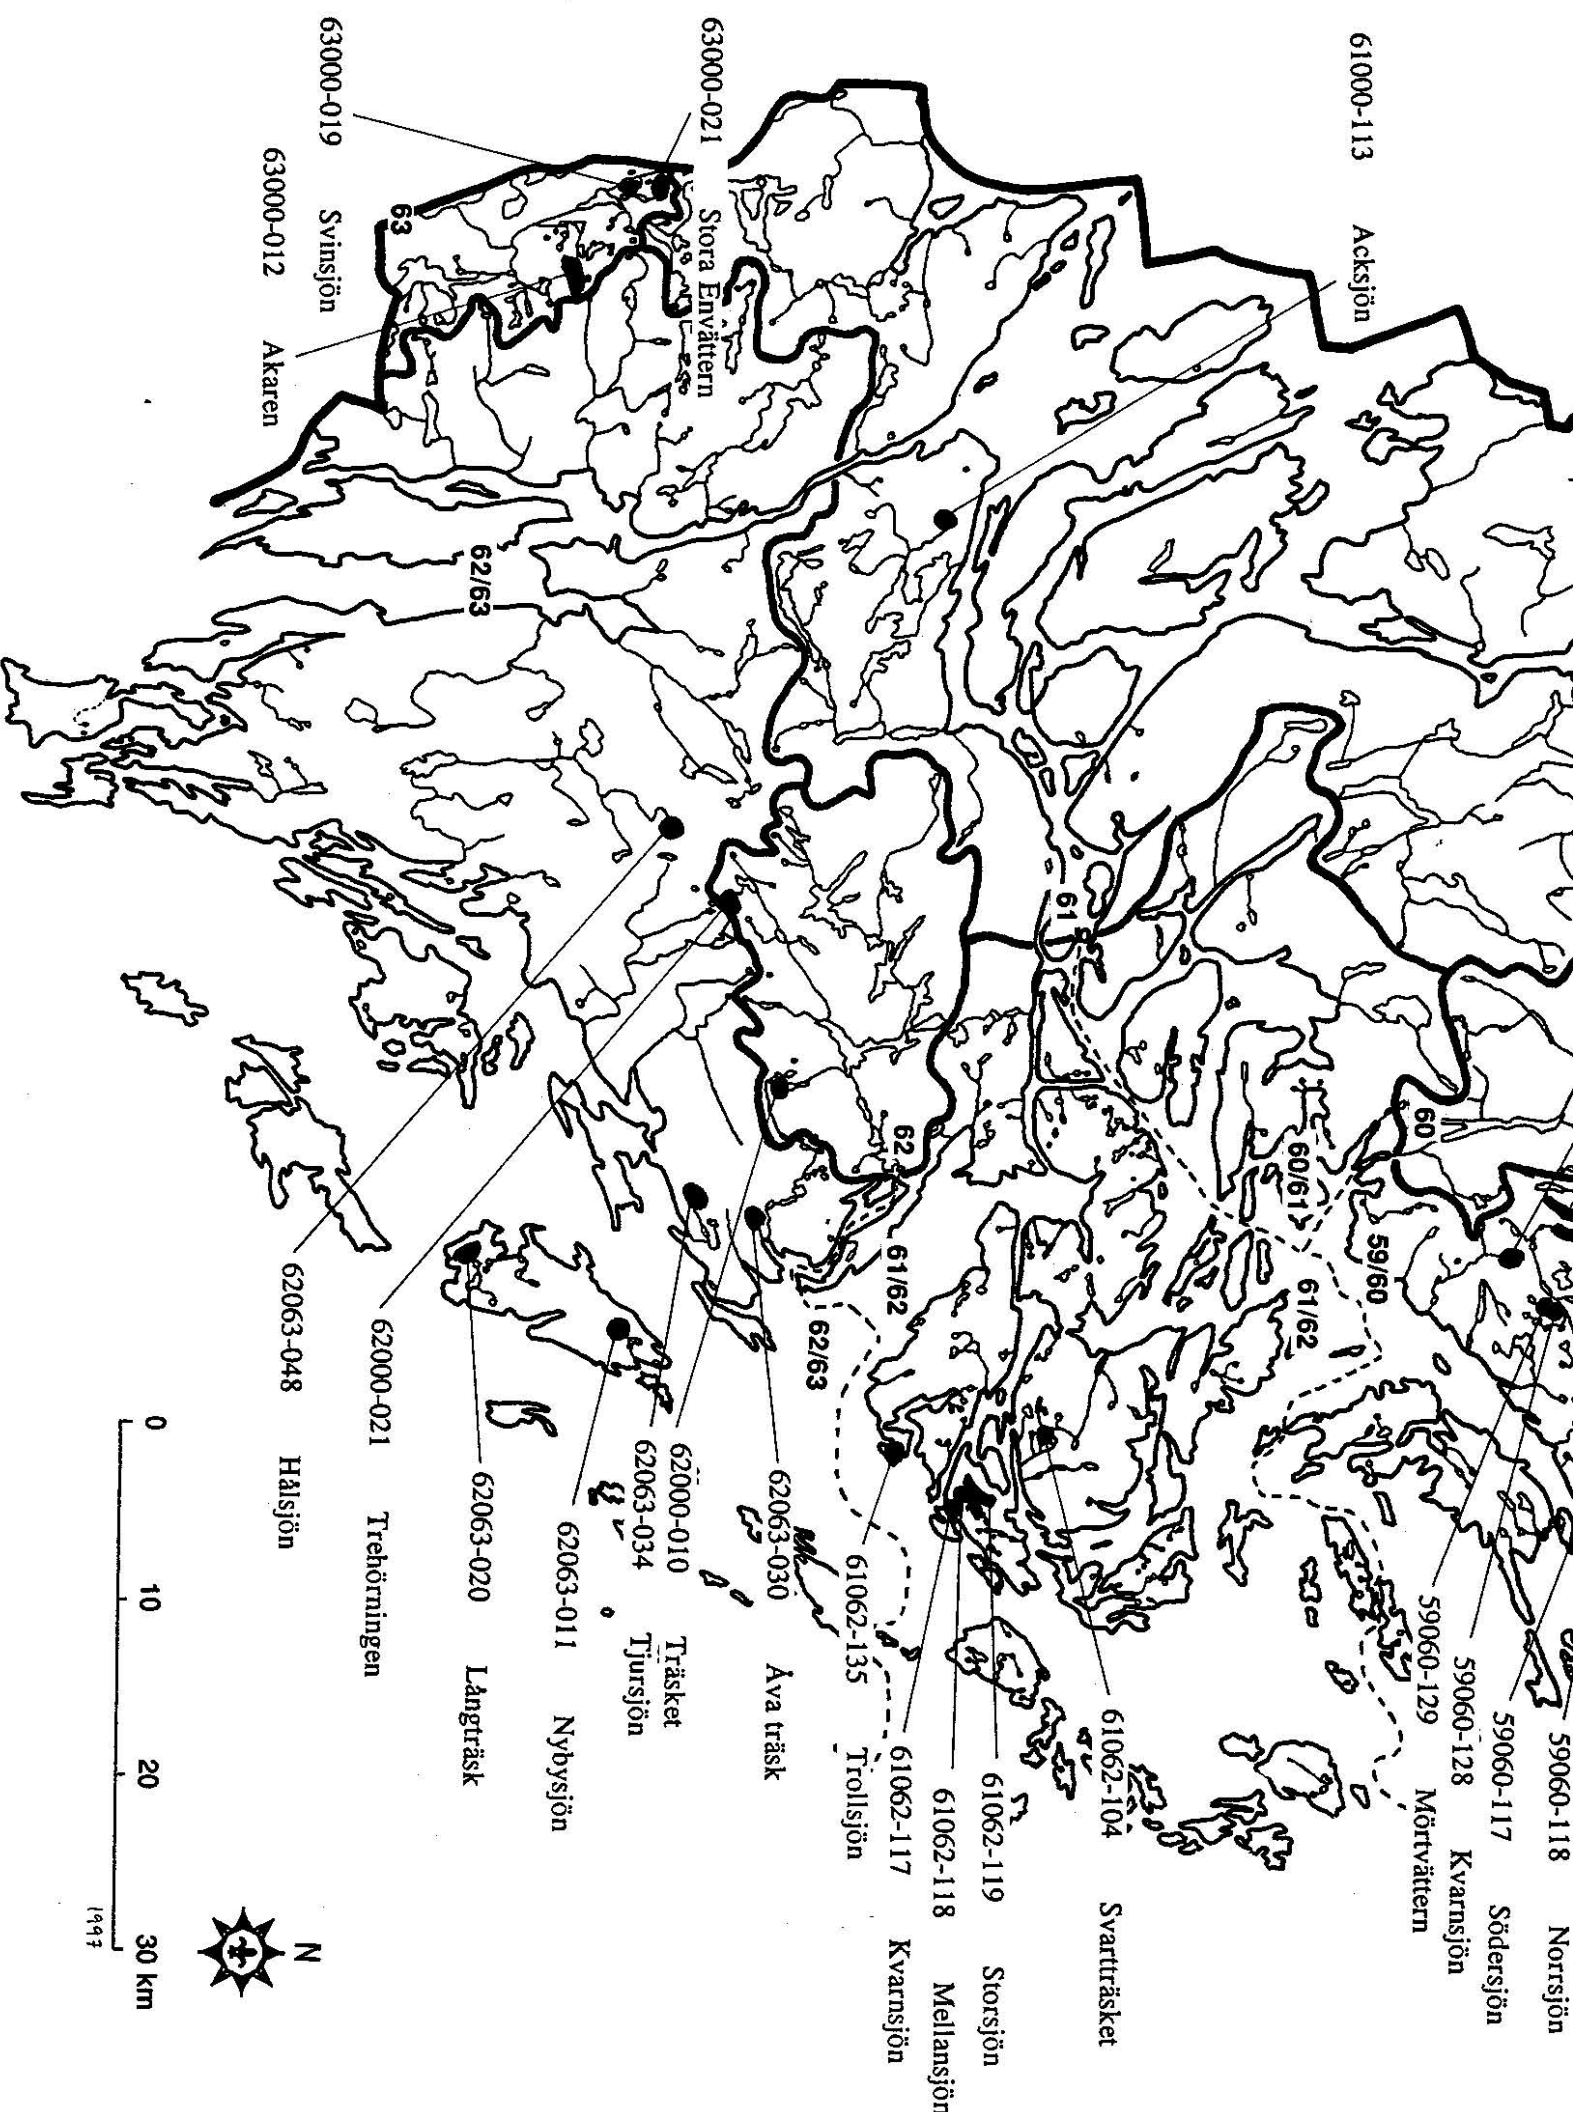 61000-113 Acksjön
63000-021 Stora Envättern
63000-019 Svinsjön
63000-012 Akaren
59060-118 Norrsjön
59060-117 Södersjön
59060-128 Kvarnsjön
59060-129 Mörtvättern
61062-104 Svartträsket
61062-119 Storsjön
61062-118 Mellansjön
61062-117 Kvarnsjön
61062-135 Trollsjön
62063-030 Åva träsk
62000-010 Träsket
62063-034 Tjursjön
62063-011 Nybysjön
62063-020 Långträsk
62000-021 Trehörningen
62063-048 Hålsjön
60
59/60
60/61
61/62
61
62
61/62
62/63
62/63
63
N
0 10 20 30 km
1997